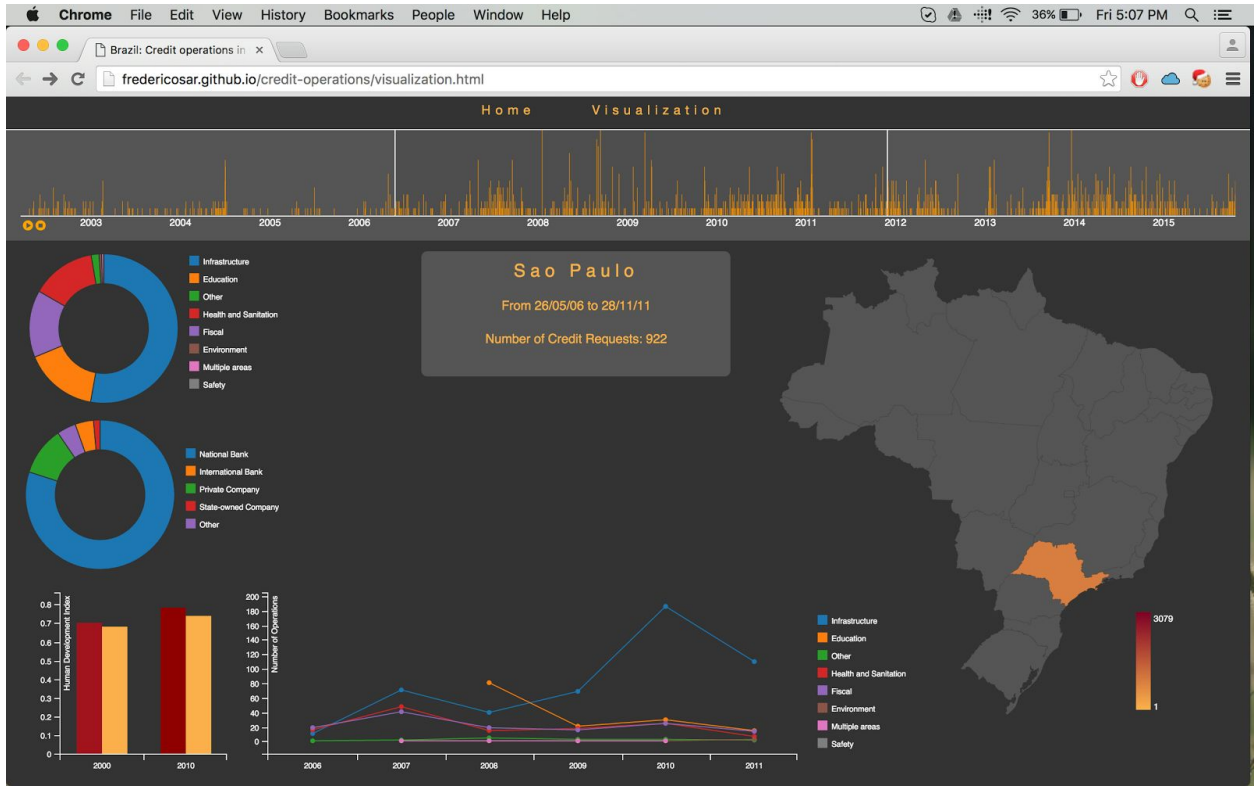 Chrome File Edit View History Bookmarks People Window Help 36% Fri 5:07 PM
Brazil: Credit operations in
fredericosar.github.io/credit-operations/visualization.html
Home Visualization
2003 2004 2005 2006 2007 2008 2009 2010 2011 2012 2013 2014 2015
Infrastructure
Education
Other
Health and Sanitation
Fiscal
Environment
Multiple areas
Safety
Sao Paulo
From 26/05/06 to 28/11/11
Number of Credit Requests: 922
National Bank
International Bank
Private Company
State-owned Company
Other
0.8
0.7
0.6
0.5
0.4
0.3
0.2
0.1
0
Human Development Index
2000 2010
200
180
160
140
120
100
80
60
40
20
0
Number of Operations
2006 2007 2008 2009 2010 2011
Infrastructure
Education
Other
Health and Sanitation
Fiscal
Environment
Multiple areas
Safety
3079
1